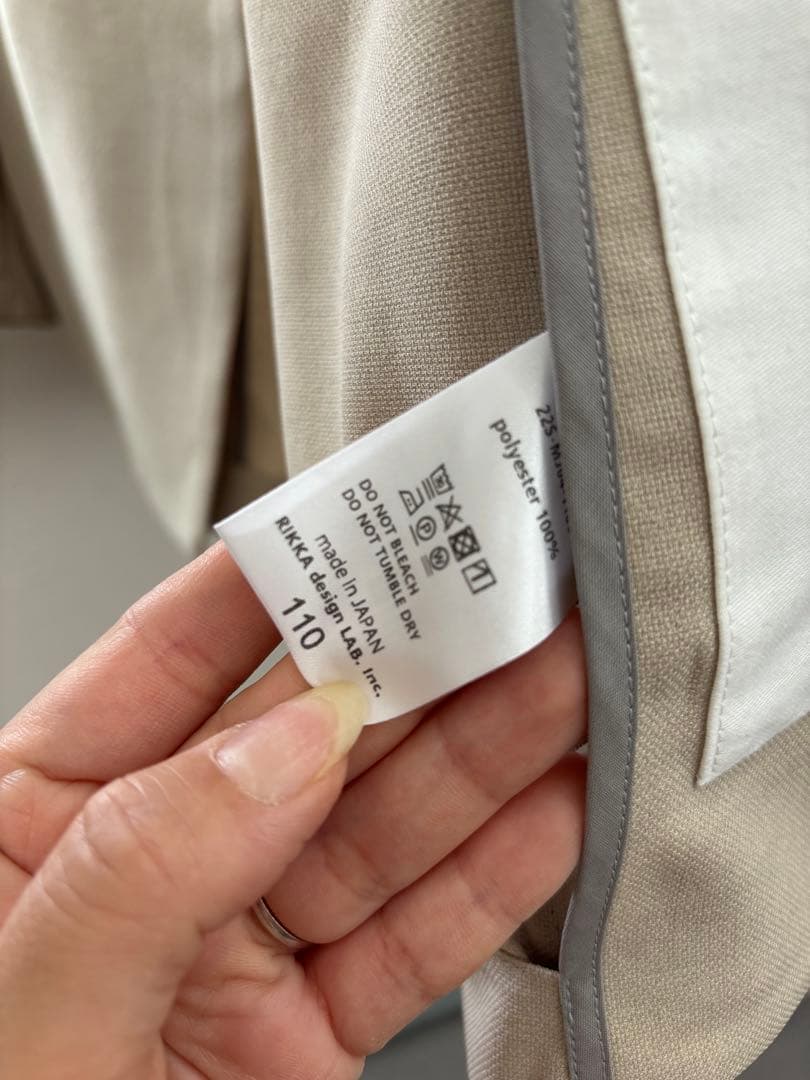 polyester 100%
DO NOT BLEACH
DO NOT TUMBLE DRY
made in JAPAN
RIKKA design LAB. Inc.
110